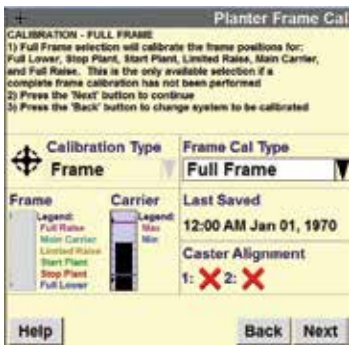 Planter Frame Cal
CALIBRATION - FULL FRAME
1) Full Frame selection will calibrate the frame positions for:
Full Lower, Stop Plant, Start Plant, Limited Raise, Main Carrier,
and Full Raise. This is the only available selection if a
complete frame calibration has not been performed
2) Press the 'Next' button to continue
3) Press the 'Back' button to change system to be calibrated
Calibration Type
Frame
Frame Cal Type
Full Frame
Frame
Legend:
Full Raise
Main Carrier
Limited Raise
Start Plant
Stop Plant
Full Lower
Carrier
Legend:
Max
Min
Last Saved
12:00 AM Jan 01, 1970
Caster Alignment
1: 2:
Help
Back
Next